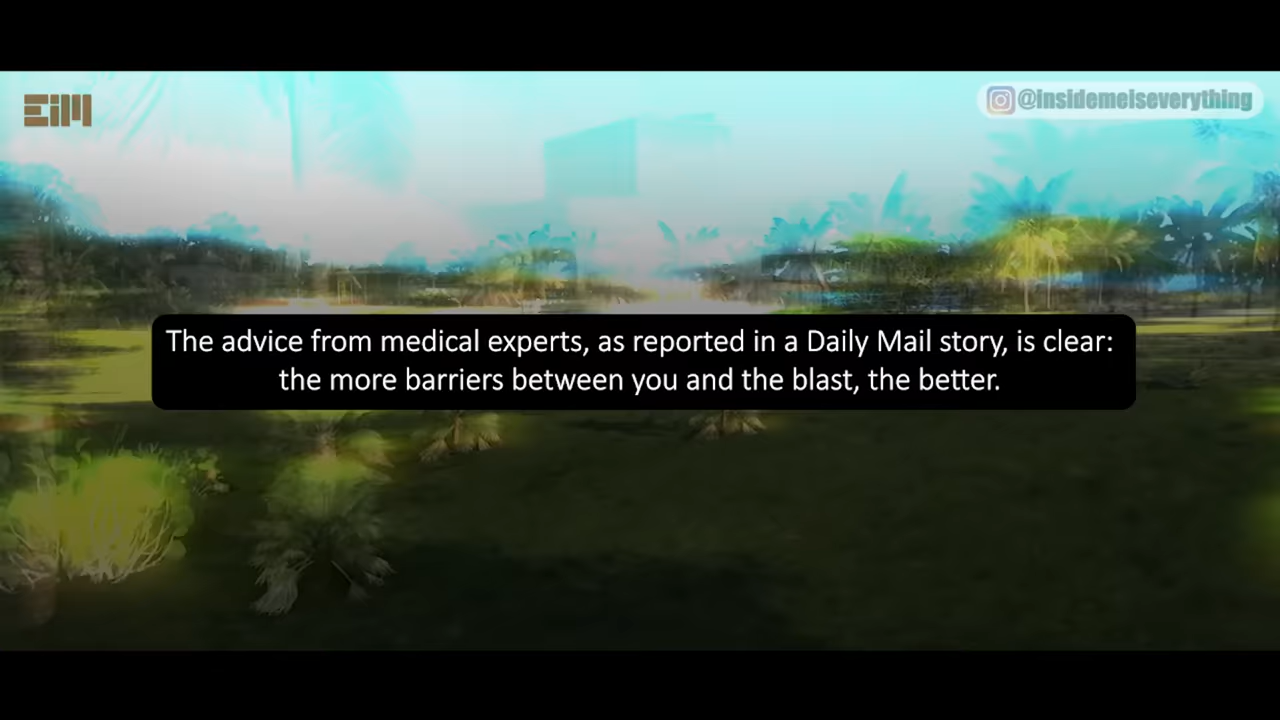 EiM
@insidemeiseverything
The advice from medical experts, as reported in a Daily Mail story, is clear:
the more barriers between you and the blast, the better.